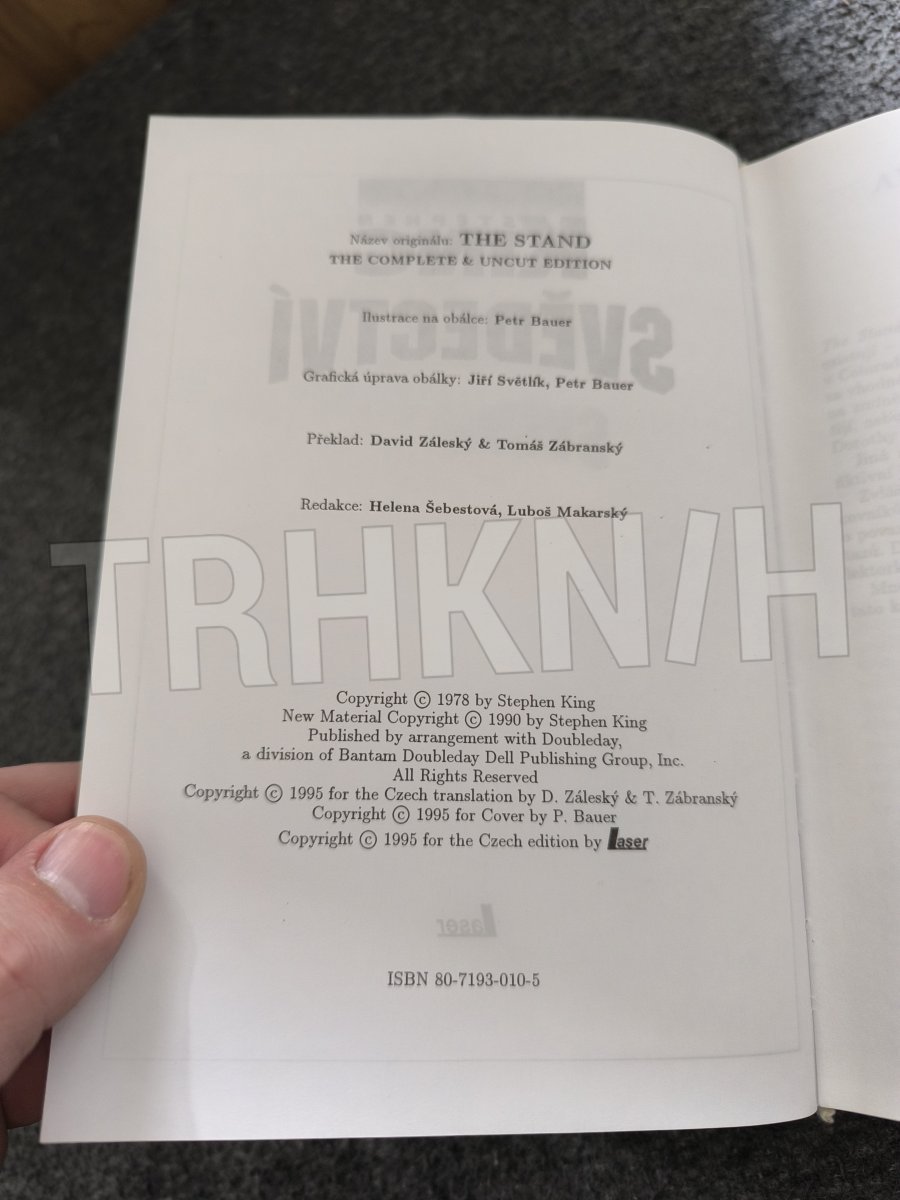 Název originálu: THE STAND
THE COMPLETE & UNCUT EDITION
Ilustrace na obálce: Petr Bauer
Grafická úprava obálky: Jiří Světlík, Petr Bauer
Překlad: David Záleský & Tomáš Zábranský
Redakce: Helena Šebestová, Luboš Makarský
TRHKNIH
Copyright © 1978 by Stephen King
New Material Copyright © 1990 by Stephen King
Published by arrangement with Doubleday,
a division of Bantam Doubleday Dell Publishing Group, Inc.
All Rights Reserved
Copyright © 1995 for the Czech translation by D. Záleský & T. Zábranský
Copyright © 1995 for Cover by P. Bauer
Copyright © 1995 for the Czech edition by laser
laser
ISBN 80-7193-010-5
SVĚDECTVÍ